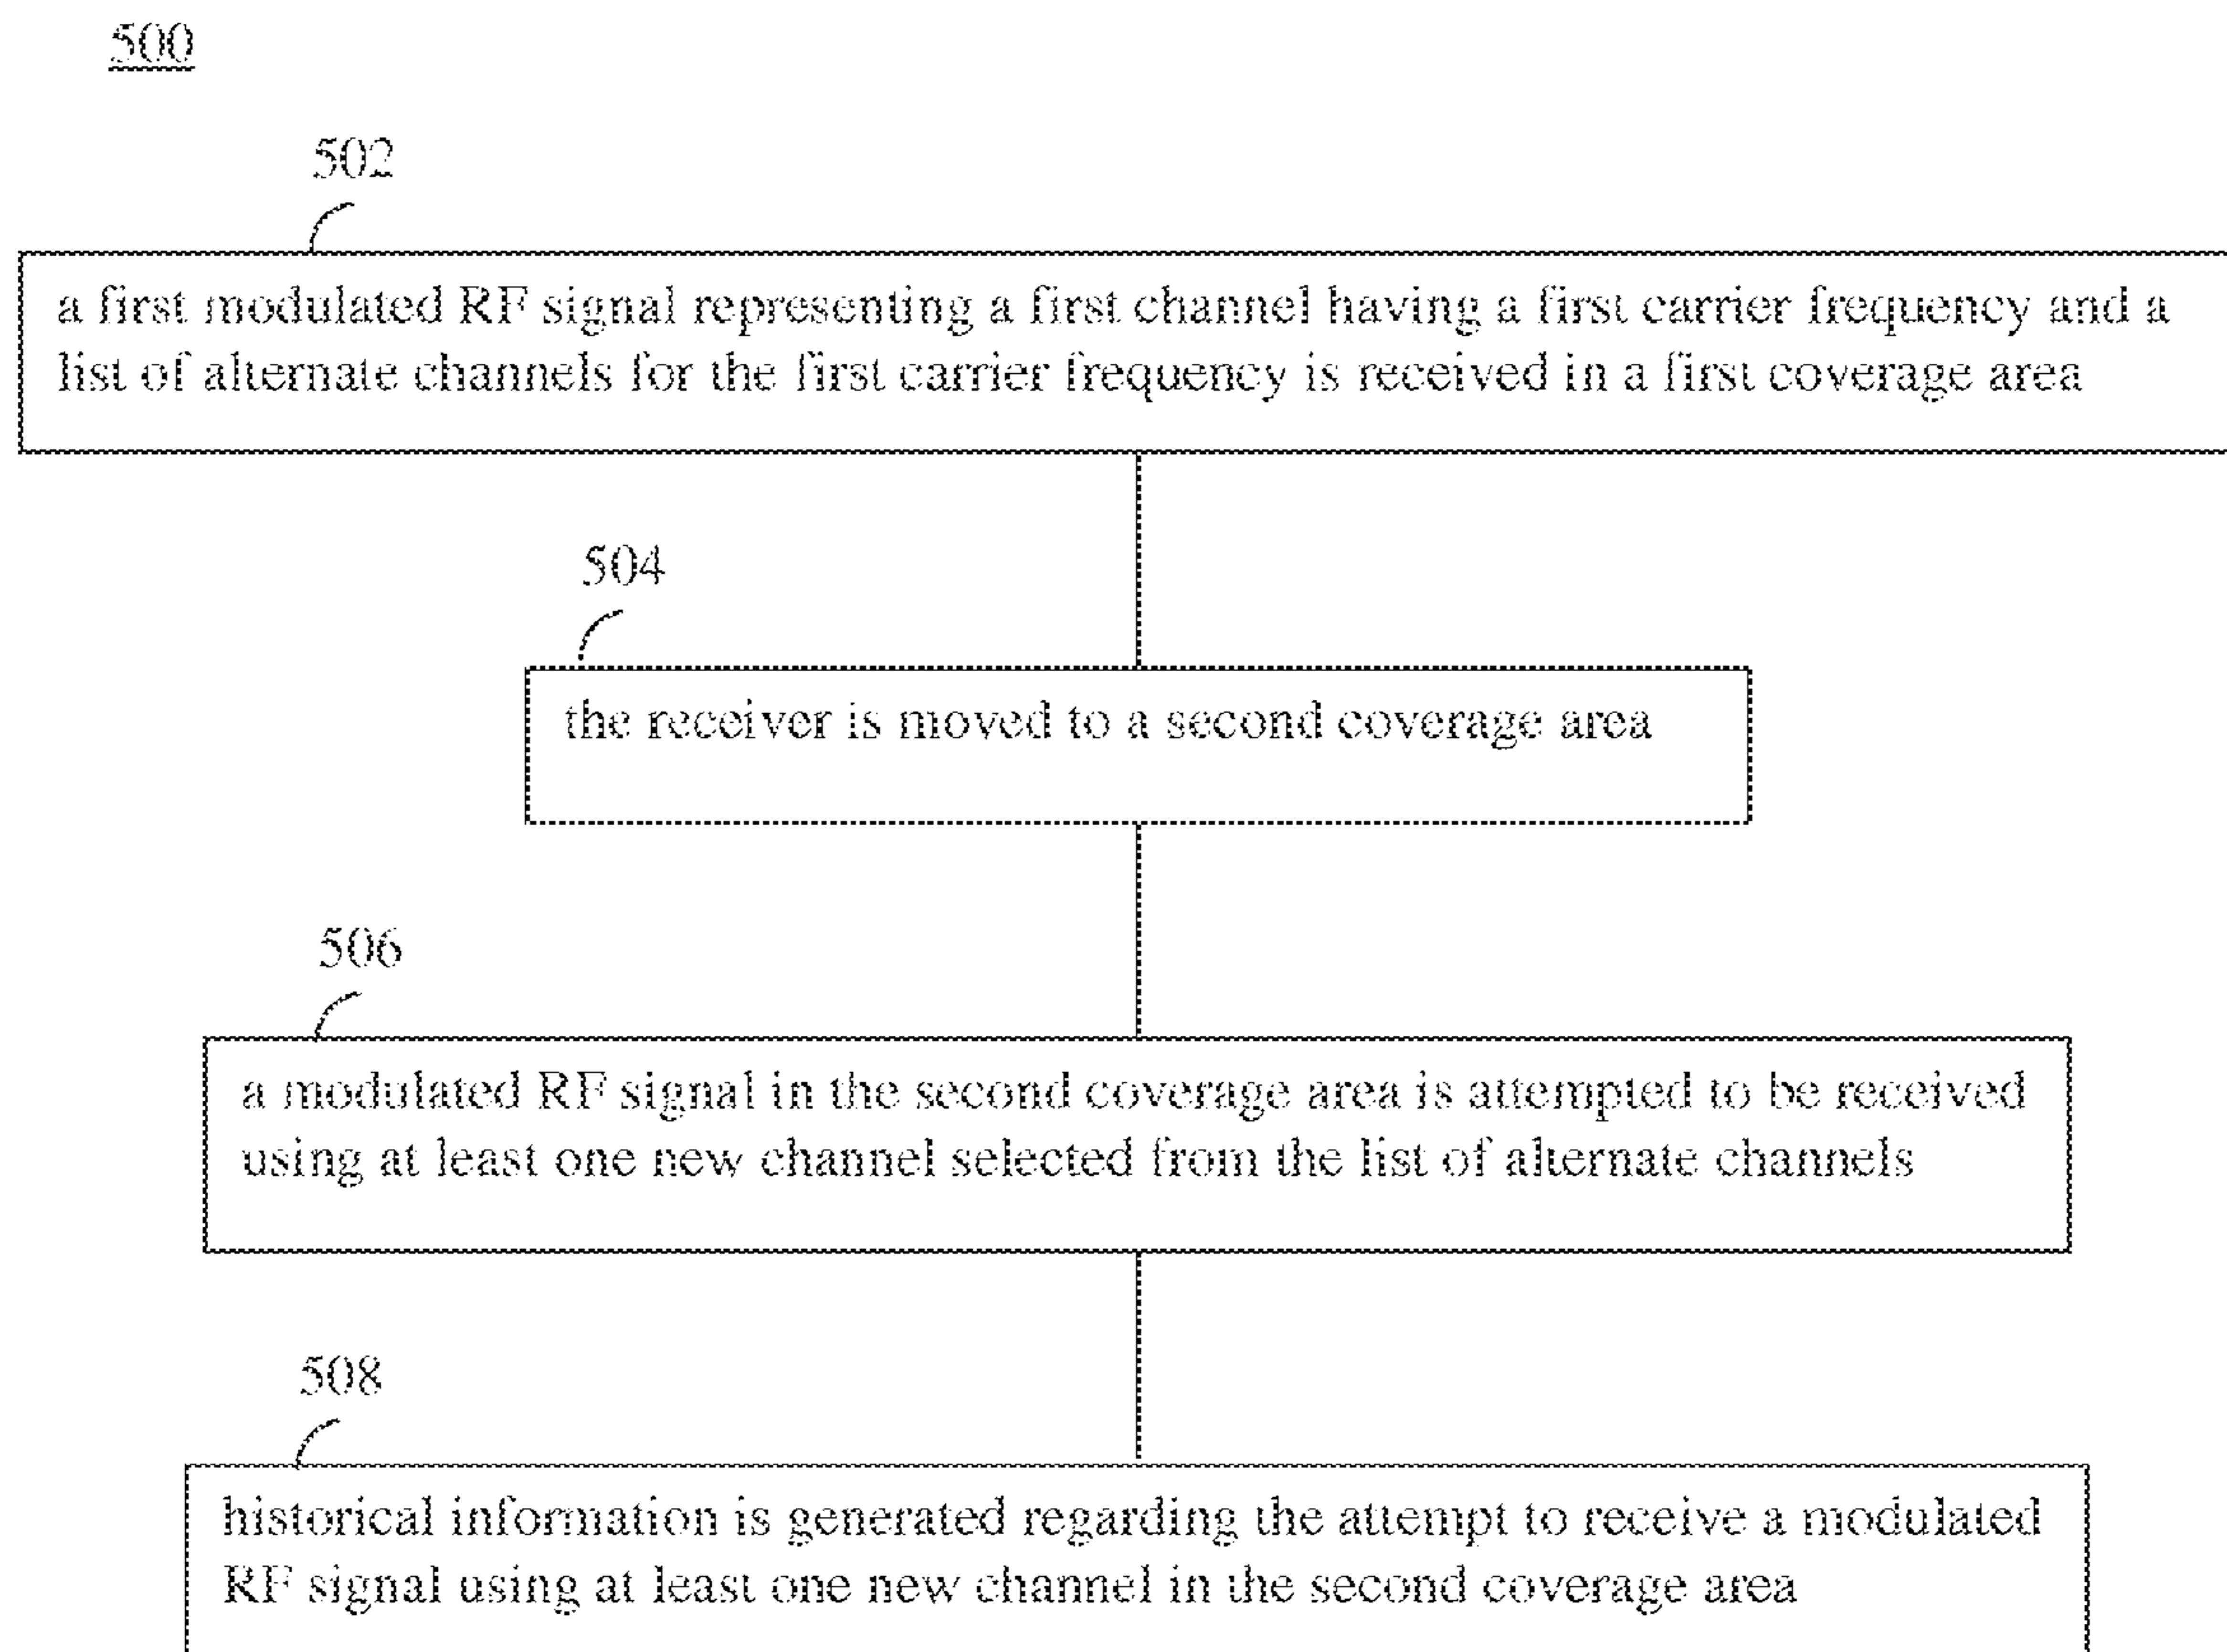 500
502
a first modulated RF signal representing a first channel having a first carrier frequency and a
list of alternate channels for the first carrier frequency is received in a first coverage area
504
the receiver is moved to a second coverage area
506
a modulated RF signal in the second coverage area is attempted to be received
using at least one new channel selected from the list of alternate channels
508
historical information is generated regarding the attempt to receive a modulated
RF signal using at least one new channel in the second coverage area